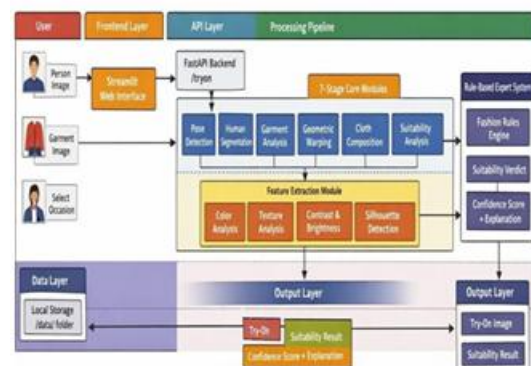 User
Frontend Layer
API Layer
Processing Pipeline
Person
Image
Streamlit
Web Interface
FastAPI Backend
/tryon
7-Stage Core Modules
Rule-Based Expert System
Garment
Image
Pose
Detection
Human
Segmentation
Garment
Analysis
Geometric
Warping
Cloth
Composition
Suitability
Analysis
Fashion Rules
Engine
Suitability Verdict
Confidence Score
+ Explanation
Select
Occasion
Feature Extraction Module
Color
Analysis
Texture
Analysis
Contrast &
Brightness
Silhouette
Detection
Data Layer
Local Storage
/data/ folder
Output Layer
Output Layer
Try-On
Suitability Result
Confidence Score + Explanation
Try-On Image
Suitability Result